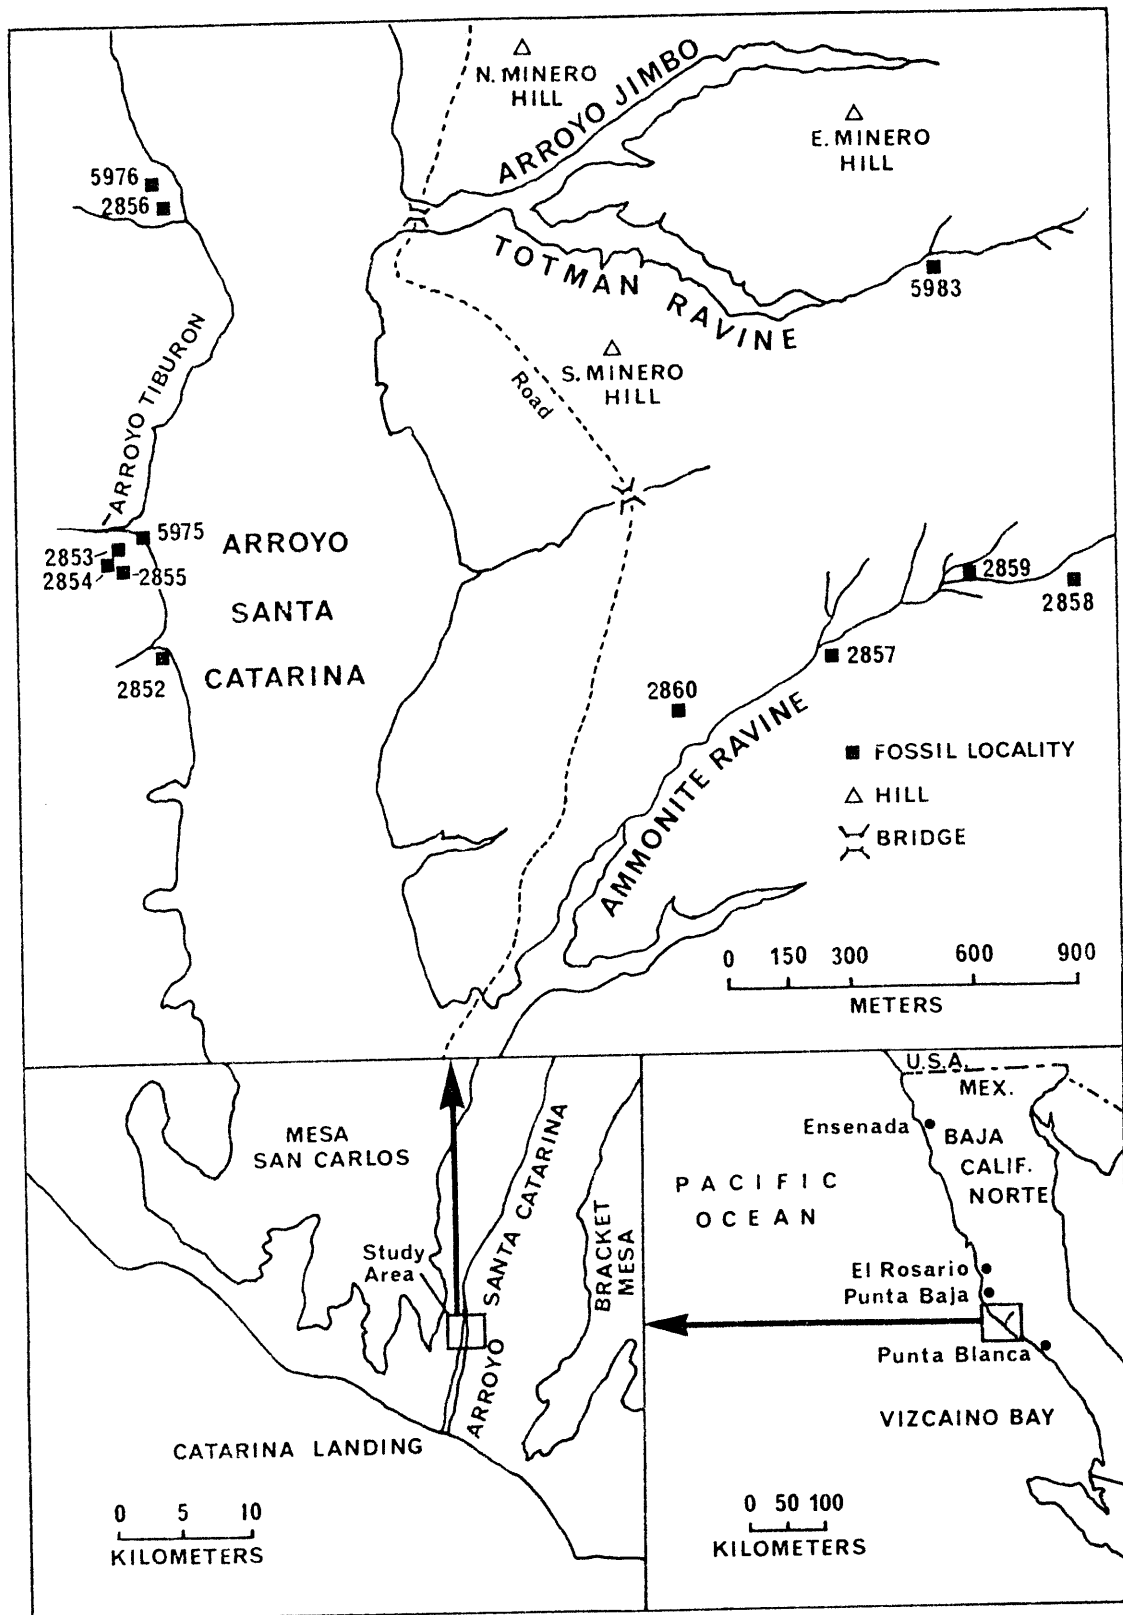 N. MINERO
HILL
ARROYO JIMBO
E. MINERO
HILL
5976
2856
TOTMAN RAVINE
5983
S. MINERO
HILL
Road
ARROYO TIBURON
5975
2853
2854
2855
ARROYO
SANTA
CATARINA
2852
2859
2858
2857
2860
AMMONITE RAVINE
FOSSIL LOCALITY
HILL
BRIDGE
0 150 300 600 900
METERS
MESA
SAN CARLOS
Study
Area
ARROYO SANTA CATARINA
BRACKET
MESA
CATARINA LANDING
0 5 10
KILOMETERS
U.S.A.
MEX.
Ensenada
BAJA
CALIF.
NORTE
PACIFIC
OCEAN
El Rosario
Punta Baja
Punta Blanca
VIZCAINO BAY
0 50 100
KILOMETERS